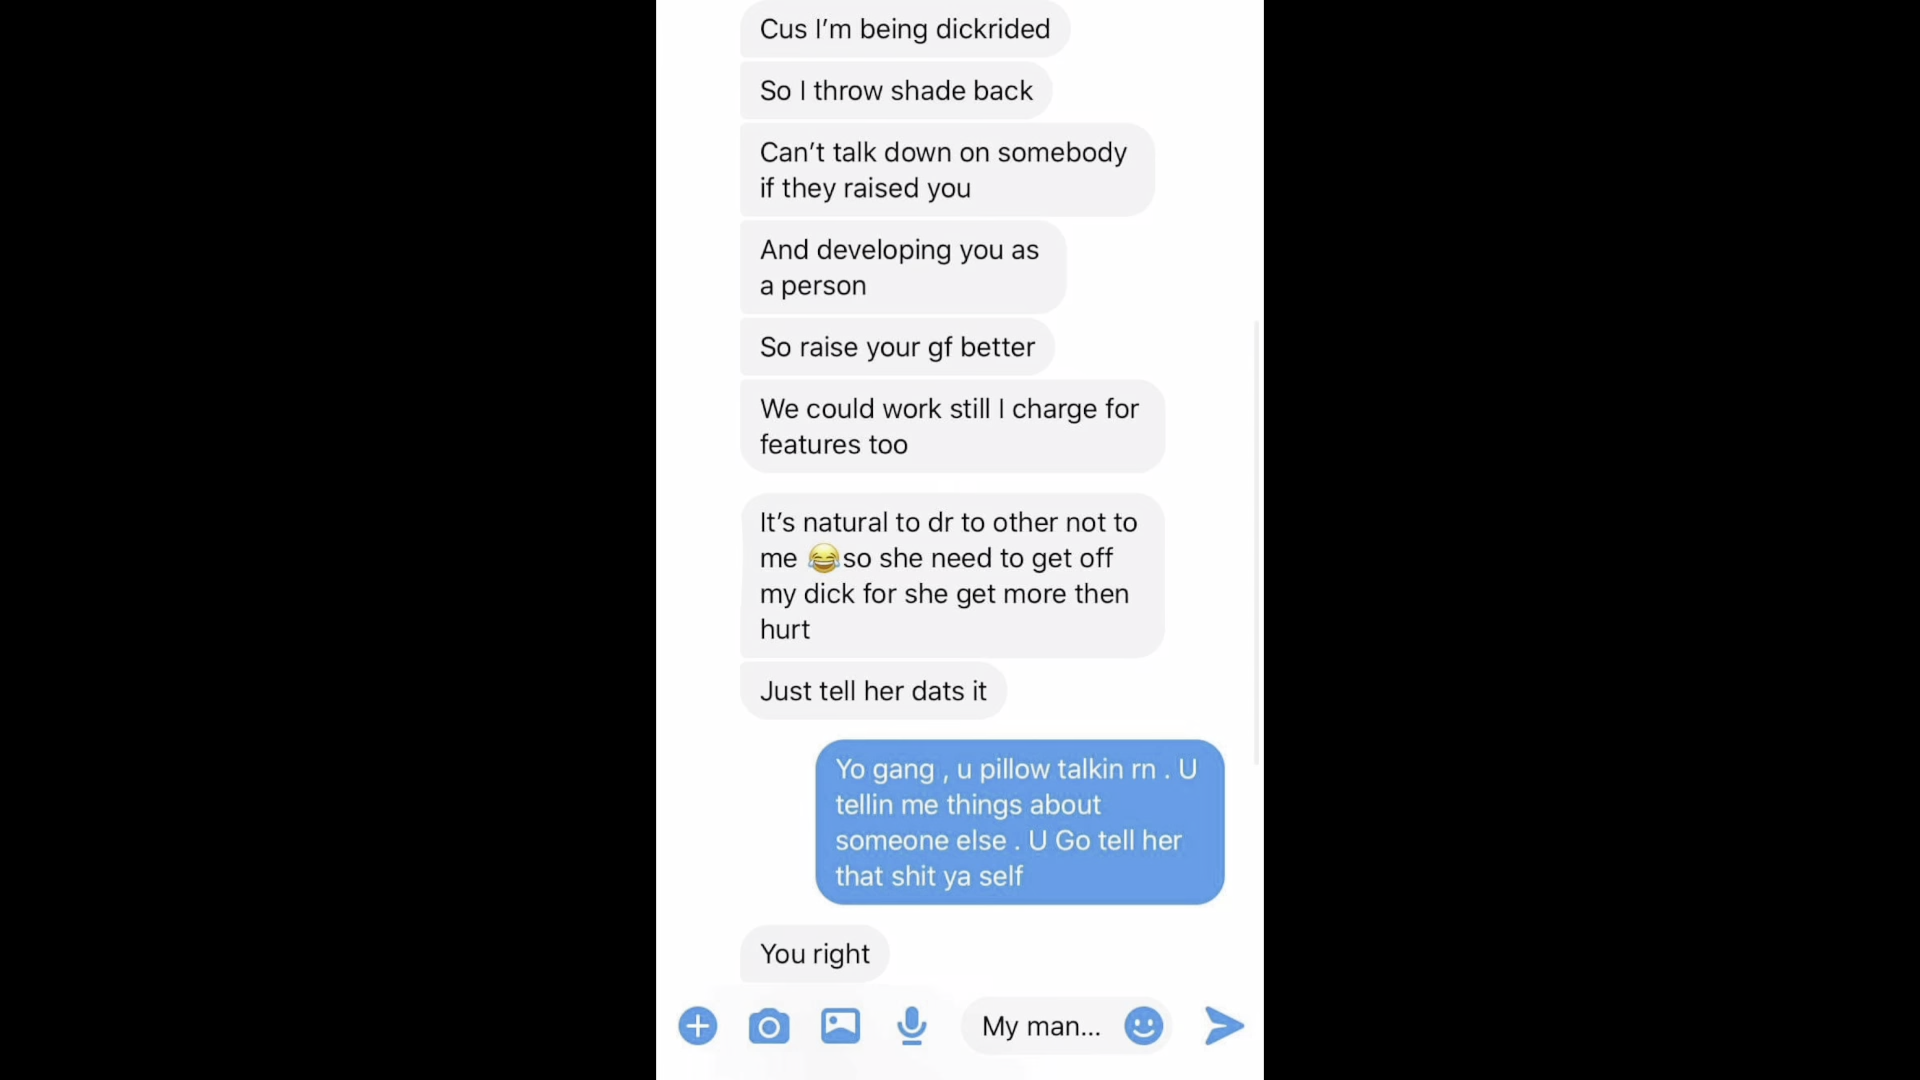 Cus I’m being dickrided
So I throw shade back
Can’t talk down on somebody
if they raised you
And developing you as
a person
So raise your gf better
We could work still I charge for
features too
It’s natural to dr to other not to
me 😂so she need to get off
my dick for she get more then
hurt
Just tell her dats it
Yo gang , u pillow talkin rn . U
tellin me things about
someone else . U Go tell her
that shit ya self
You right
My man...